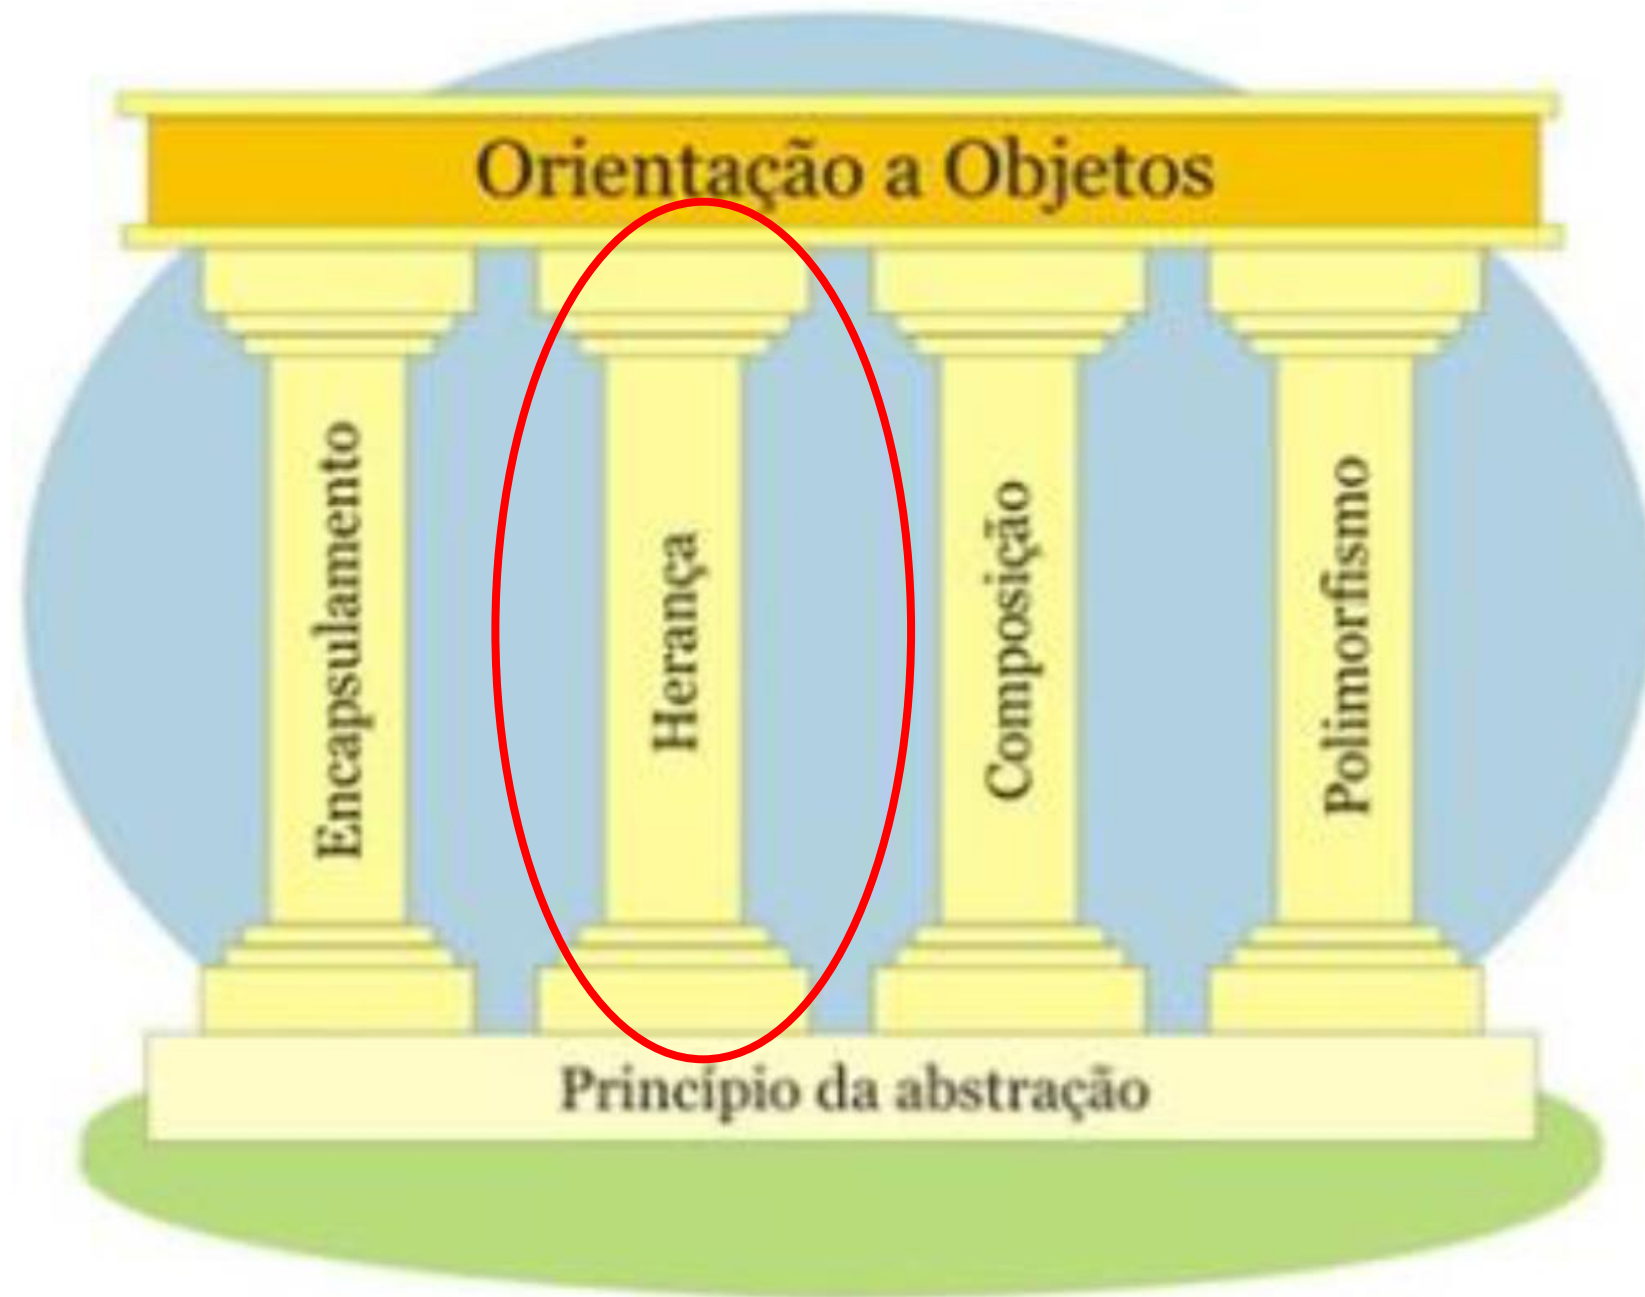 Orientação a Objetos
Encapsulamento
Herança
Composição
Polimorfismo
Princípio da abstração